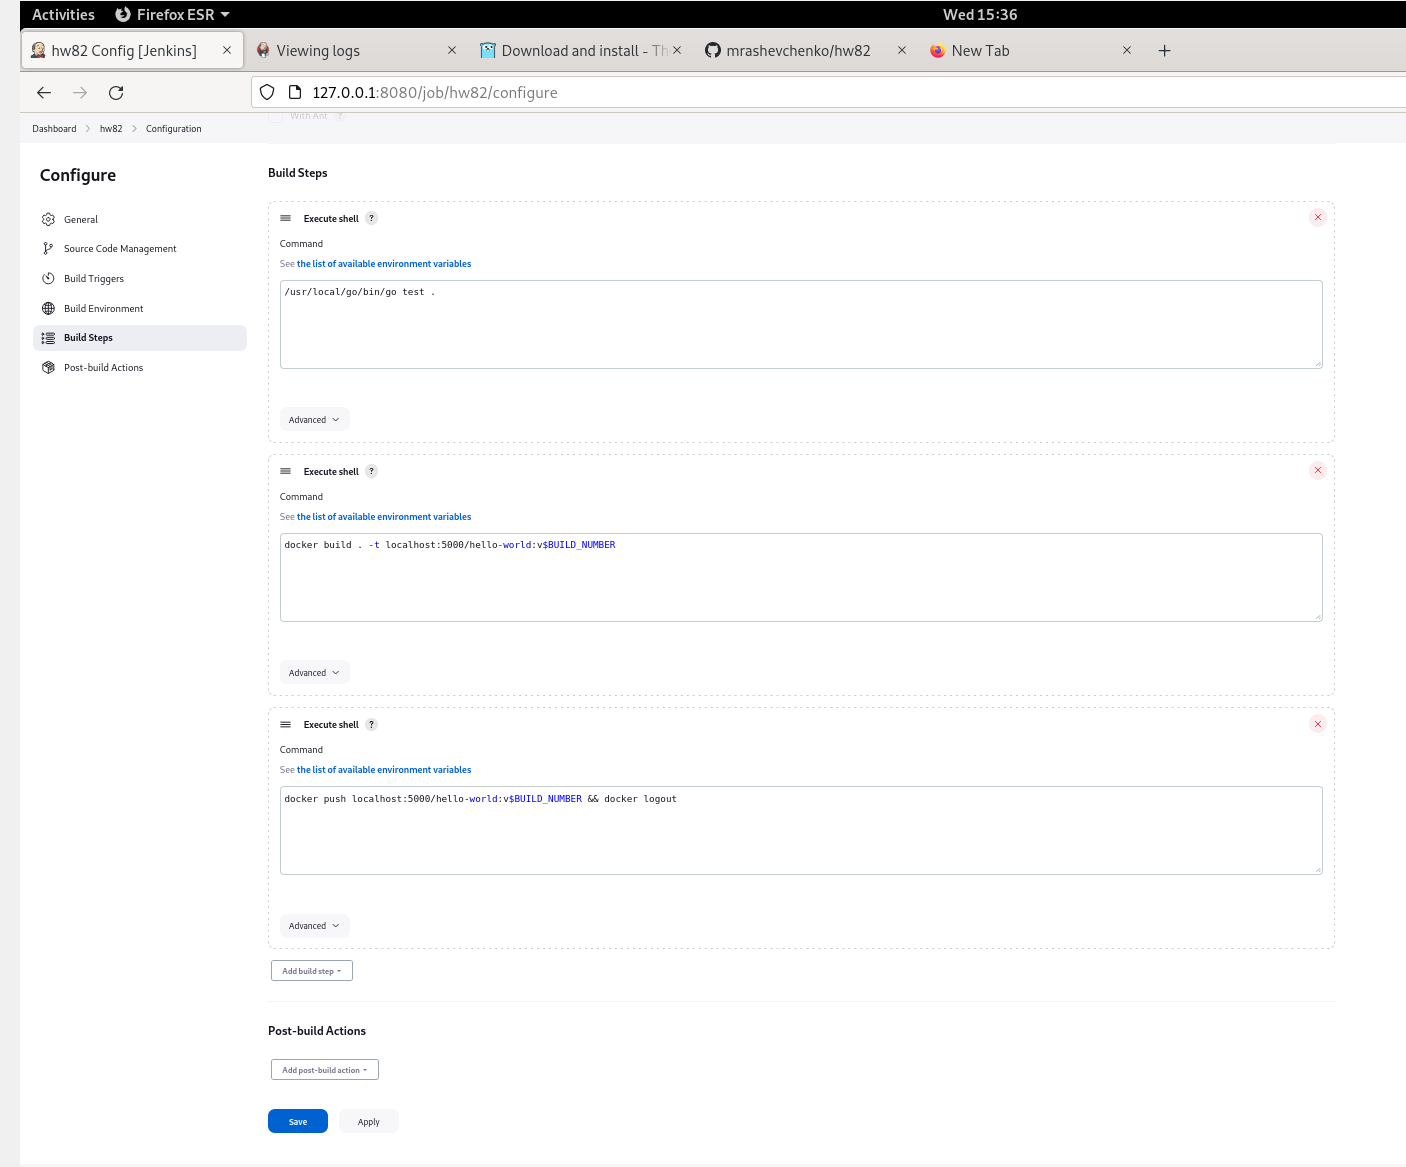 Activities Firefox ESR Wed 15:36
hw82 Config [Jenkins] Viewing logs Download and install - Th mrashevchenko/hw82 New Tab
127.0.0.1:8080/job/hw82/configure
With Ant ?
Dashboard hw82 Configuration
Configure
General
Source Code Management
Build Triggers
Build Environment
Build Steps
Post-build Actions
Build Steps
Execute shell ?
Command
See the list of available environment variables
/usr/local/go/bin/go test .
Advanced
Execute shell ?
Command
See the list of available environment variables
docker build . -t localhost:5000/hello-world:v$BUILD_NUMBER
Advanced
Execute shell ?
Command
See the list of available environment variables
docker push localhost:5000/hello-world:v$BUILD_NUMBER && docker logout
Advanced
Add build step
Post-build Actions
Add post-build action
Save Apply